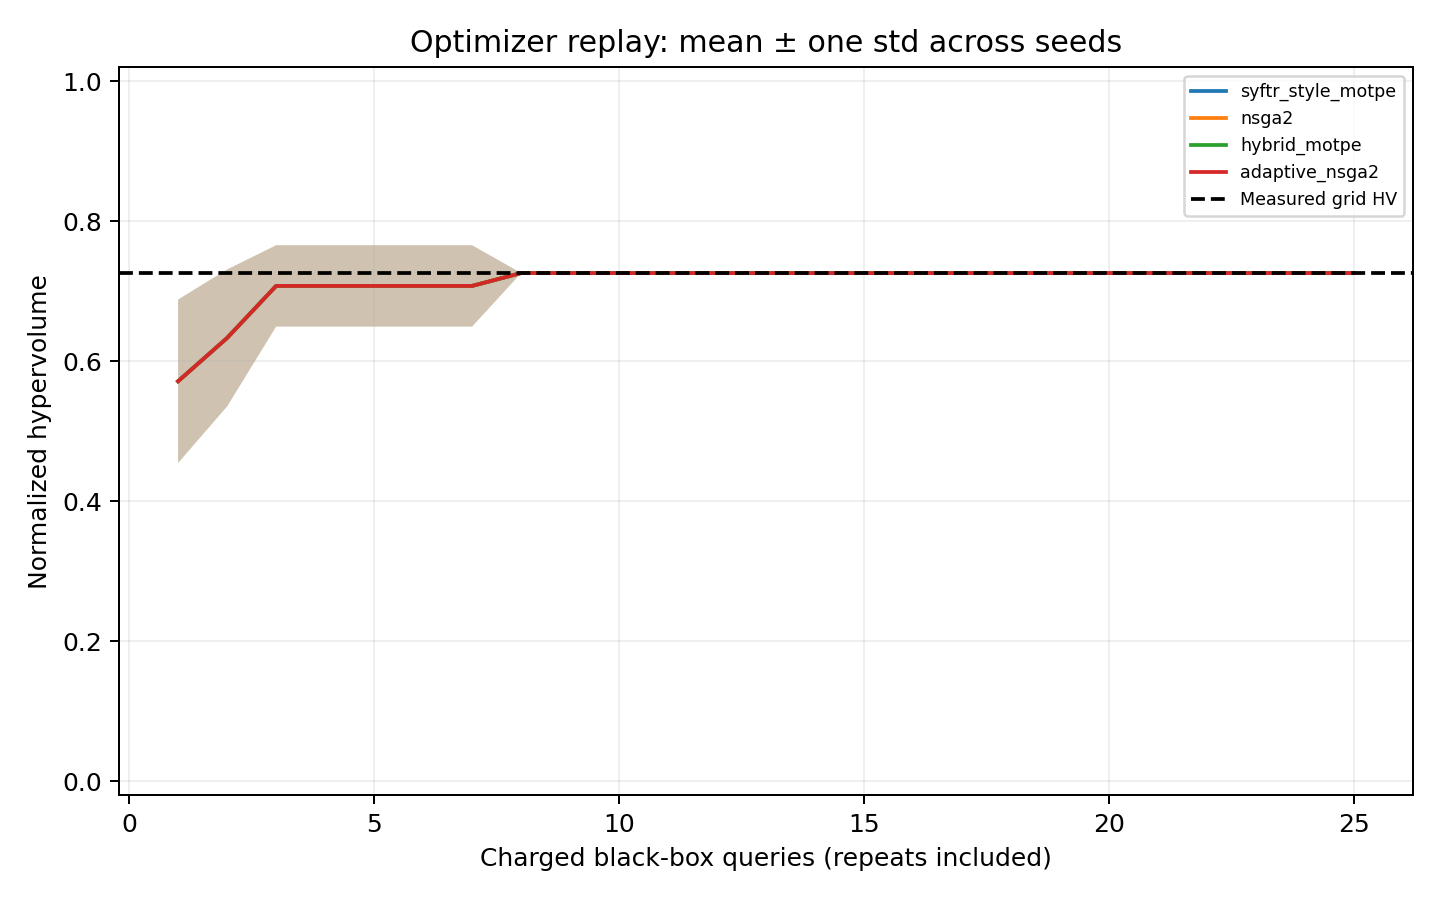 Optimizer replay: mean ± one std across seeds
syftr_style_motpe
nsga2
hybrid_motpe
adaptive_nsga2
Measured grid HV
Normalized hypervolume
1.0
0.8
0.6
0.4
0.2
0.0
0 5 10 15 20 25
Charged black-box queries (repeats included)